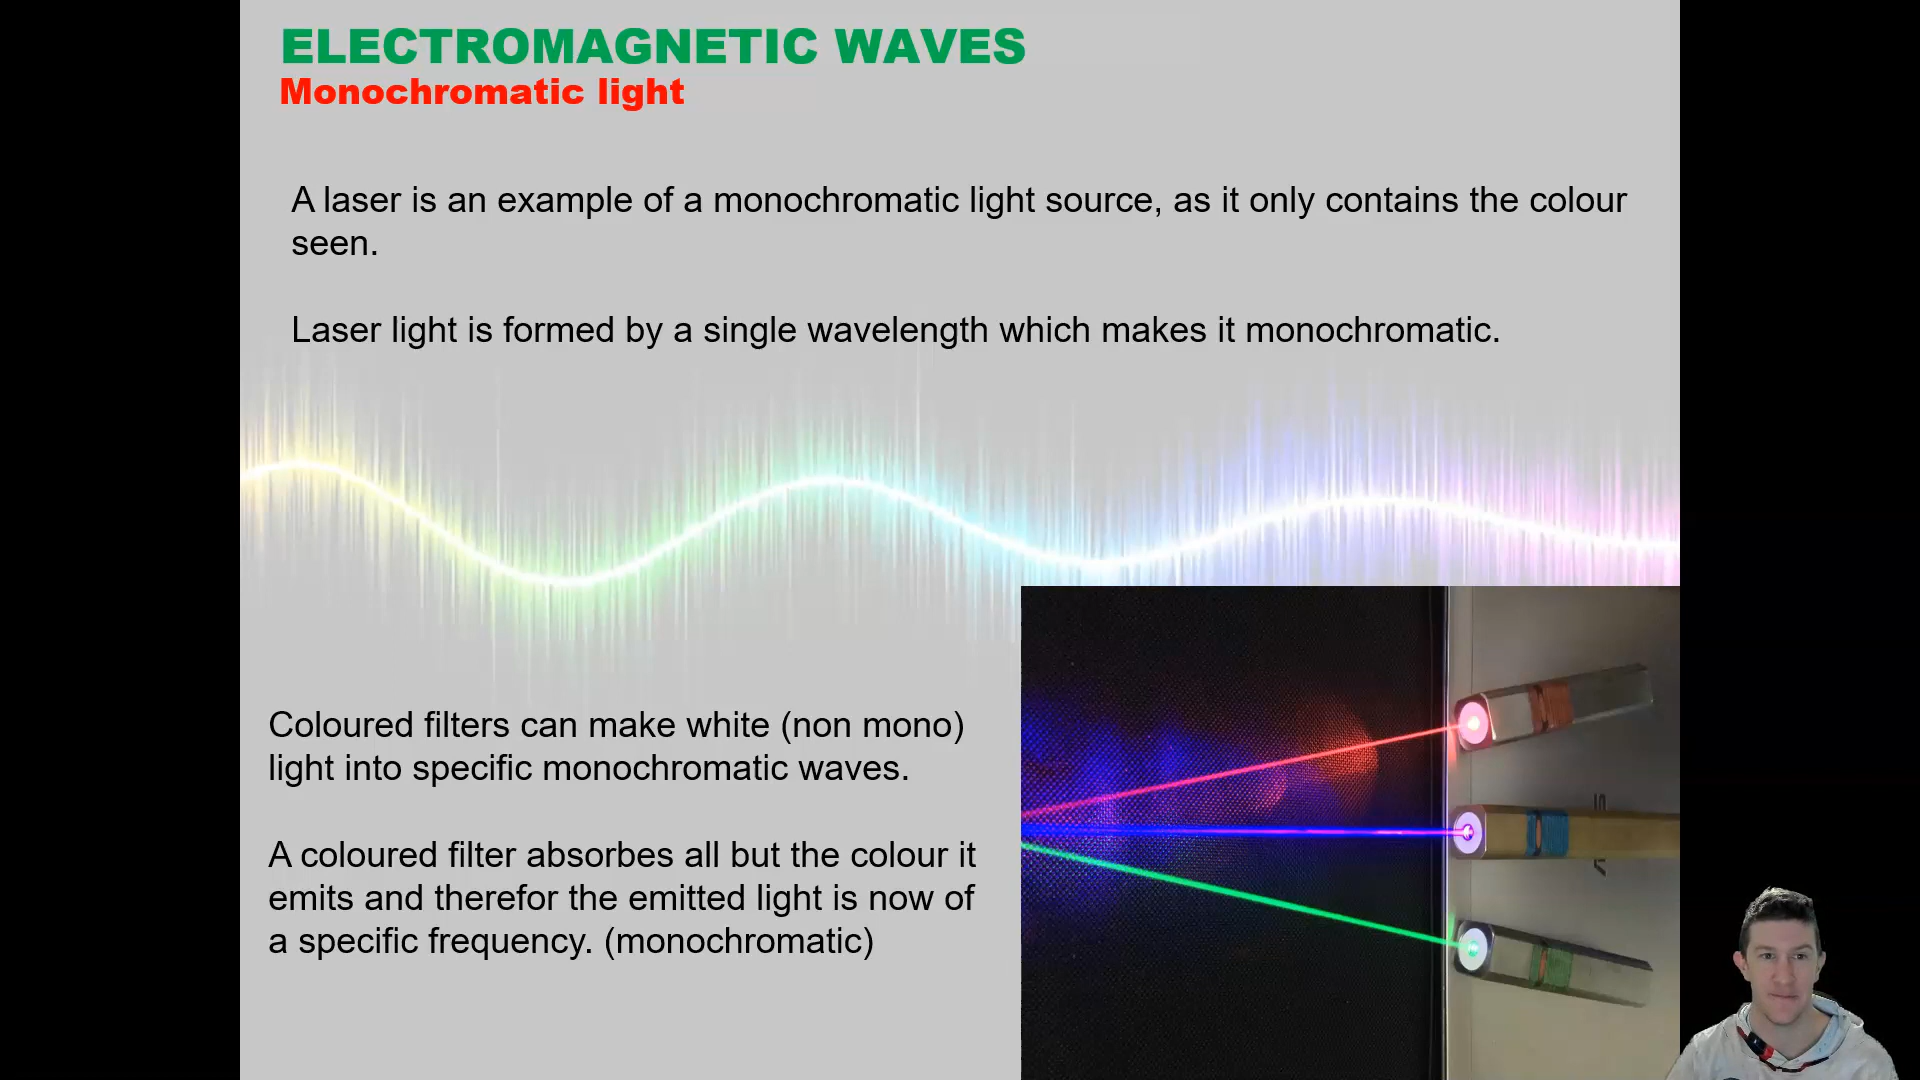 ELECTROMAGNETIC WAVES
Monochromatic light
A laser is an example of a monochromatic light source, as it only contains the colour
seen.
Laser light is formed by a single wavelength which makes it monochromatic.
Coloured filters can make white (non mono)
light into specific monochromatic waves.
A coloured filter absorbes all but the colour it
emits and therefor the emitted light is now of
a specific frequency. (monochromatic)